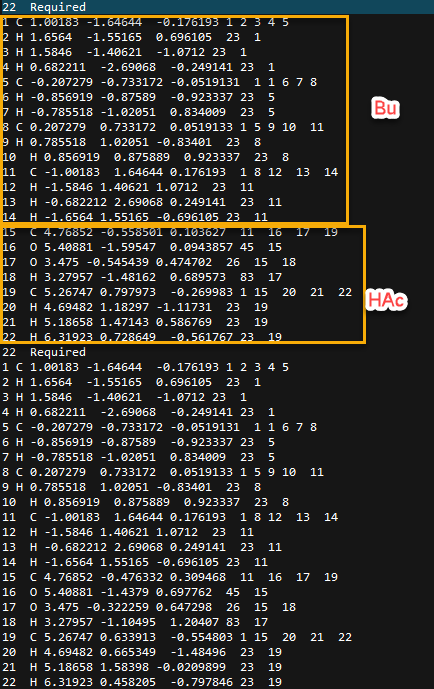 22 Required
1 C 1.00183 -1.64644 -0.176193 1 2 3 4 5
2 H 1.6564 -1.55165 0.696105 23 1
3 H 1.5846 -1.40621 -1.0712 23 1
4 H 0.682211 -2.69068 -0.249141 23 1
5 C -0.207279 -0.733172 -0.0519131 1 1 6 7 8
6 H -0.856919 -0.87589 -0.923337 23 5
7 H -0.785518 -1.02051 0.834009 23 5
8 C 0.207279 0.733172 0.0519133 1 5 9 10 11
9 H 0.785518 1.02051 -0.83401 23 8
10 H 0.856919 0.875889 0.923337 23 8
11 C -1.00183 1.64644 0.176193 1 8 12 13 14
12 H -1.5846 1.40621 1.0712 23 11
13 H -0.682212 2.69068 0.249141 23 11
14 H -1.6564 1.55165 -0.696105 23 11
Bu
15 C 4.76852 -0.558501 0.103627 11 16 17 19
16 O 5.40881 -1.59547 0.0943857 45 15
17 O 3.475 -0.545439 0.474702 26 15 18
18 H 3.27957 -1.48162 0.689573 83 17
19 C 5.26747 0.797973 -0.269983 1 15 20 21 22
20 H 4.69482 1.18297 -1.11731 23 19
21 H 5.18658 1.47143 0.586769 23 19
22 H 6.31923 0.728649 -0.561767 23 19
HAc
22 Required
1 C 1.00183 -1.64644 -0.176193 1 2 3 4 5
2 H 1.6564 -1.55165 0.696105 23 1
3 H 1.5846 -1.40621 -1.0712 23 1
4 H 0.682211 -2.69068 -0.249141 23 1
5 C -0.207279 -0.733172 -0.0519131 1 1 6 7 8
6 H -0.856919 -0.87589 -0.923337 23 5
7 H -0.785518 -1.02051 0.834009 23 5
8 C 0.207279 0.733172 0.0519133 1 5 9 10 11
9 H 0.785518 1.02051 -0.83401 23 8
10 H 0.856919 0.875889 0.923337 23 8
11 C -1.00183 1.64644 0.176193 1 8 12 13 14
12 H -1.5846 1.40621 1.0712 23 11
13 H -0.682212 2.69068 0.249141 23 11
14 H -1.6564 1.55165 -0.696105 23 11
15 C 4.76852 -0.476332 0.309468 11 16 17 19
16 O 5.40881 -1.4379 0.697762 45 15
17 O 3.475 -0.322259 0.647298 26 15 18
18 H 3.27957 -1.10495 1.20407 83 17
19 C 5.26747 0.633913 -0.554803 1 15 20 21 22
20 H 4.69482 0.665349 -1.48496 23 19
21 H 5.18658 1.58398 -0.0209899 23 19
22 H 6.31923 0.458205 -0.797846 23 19